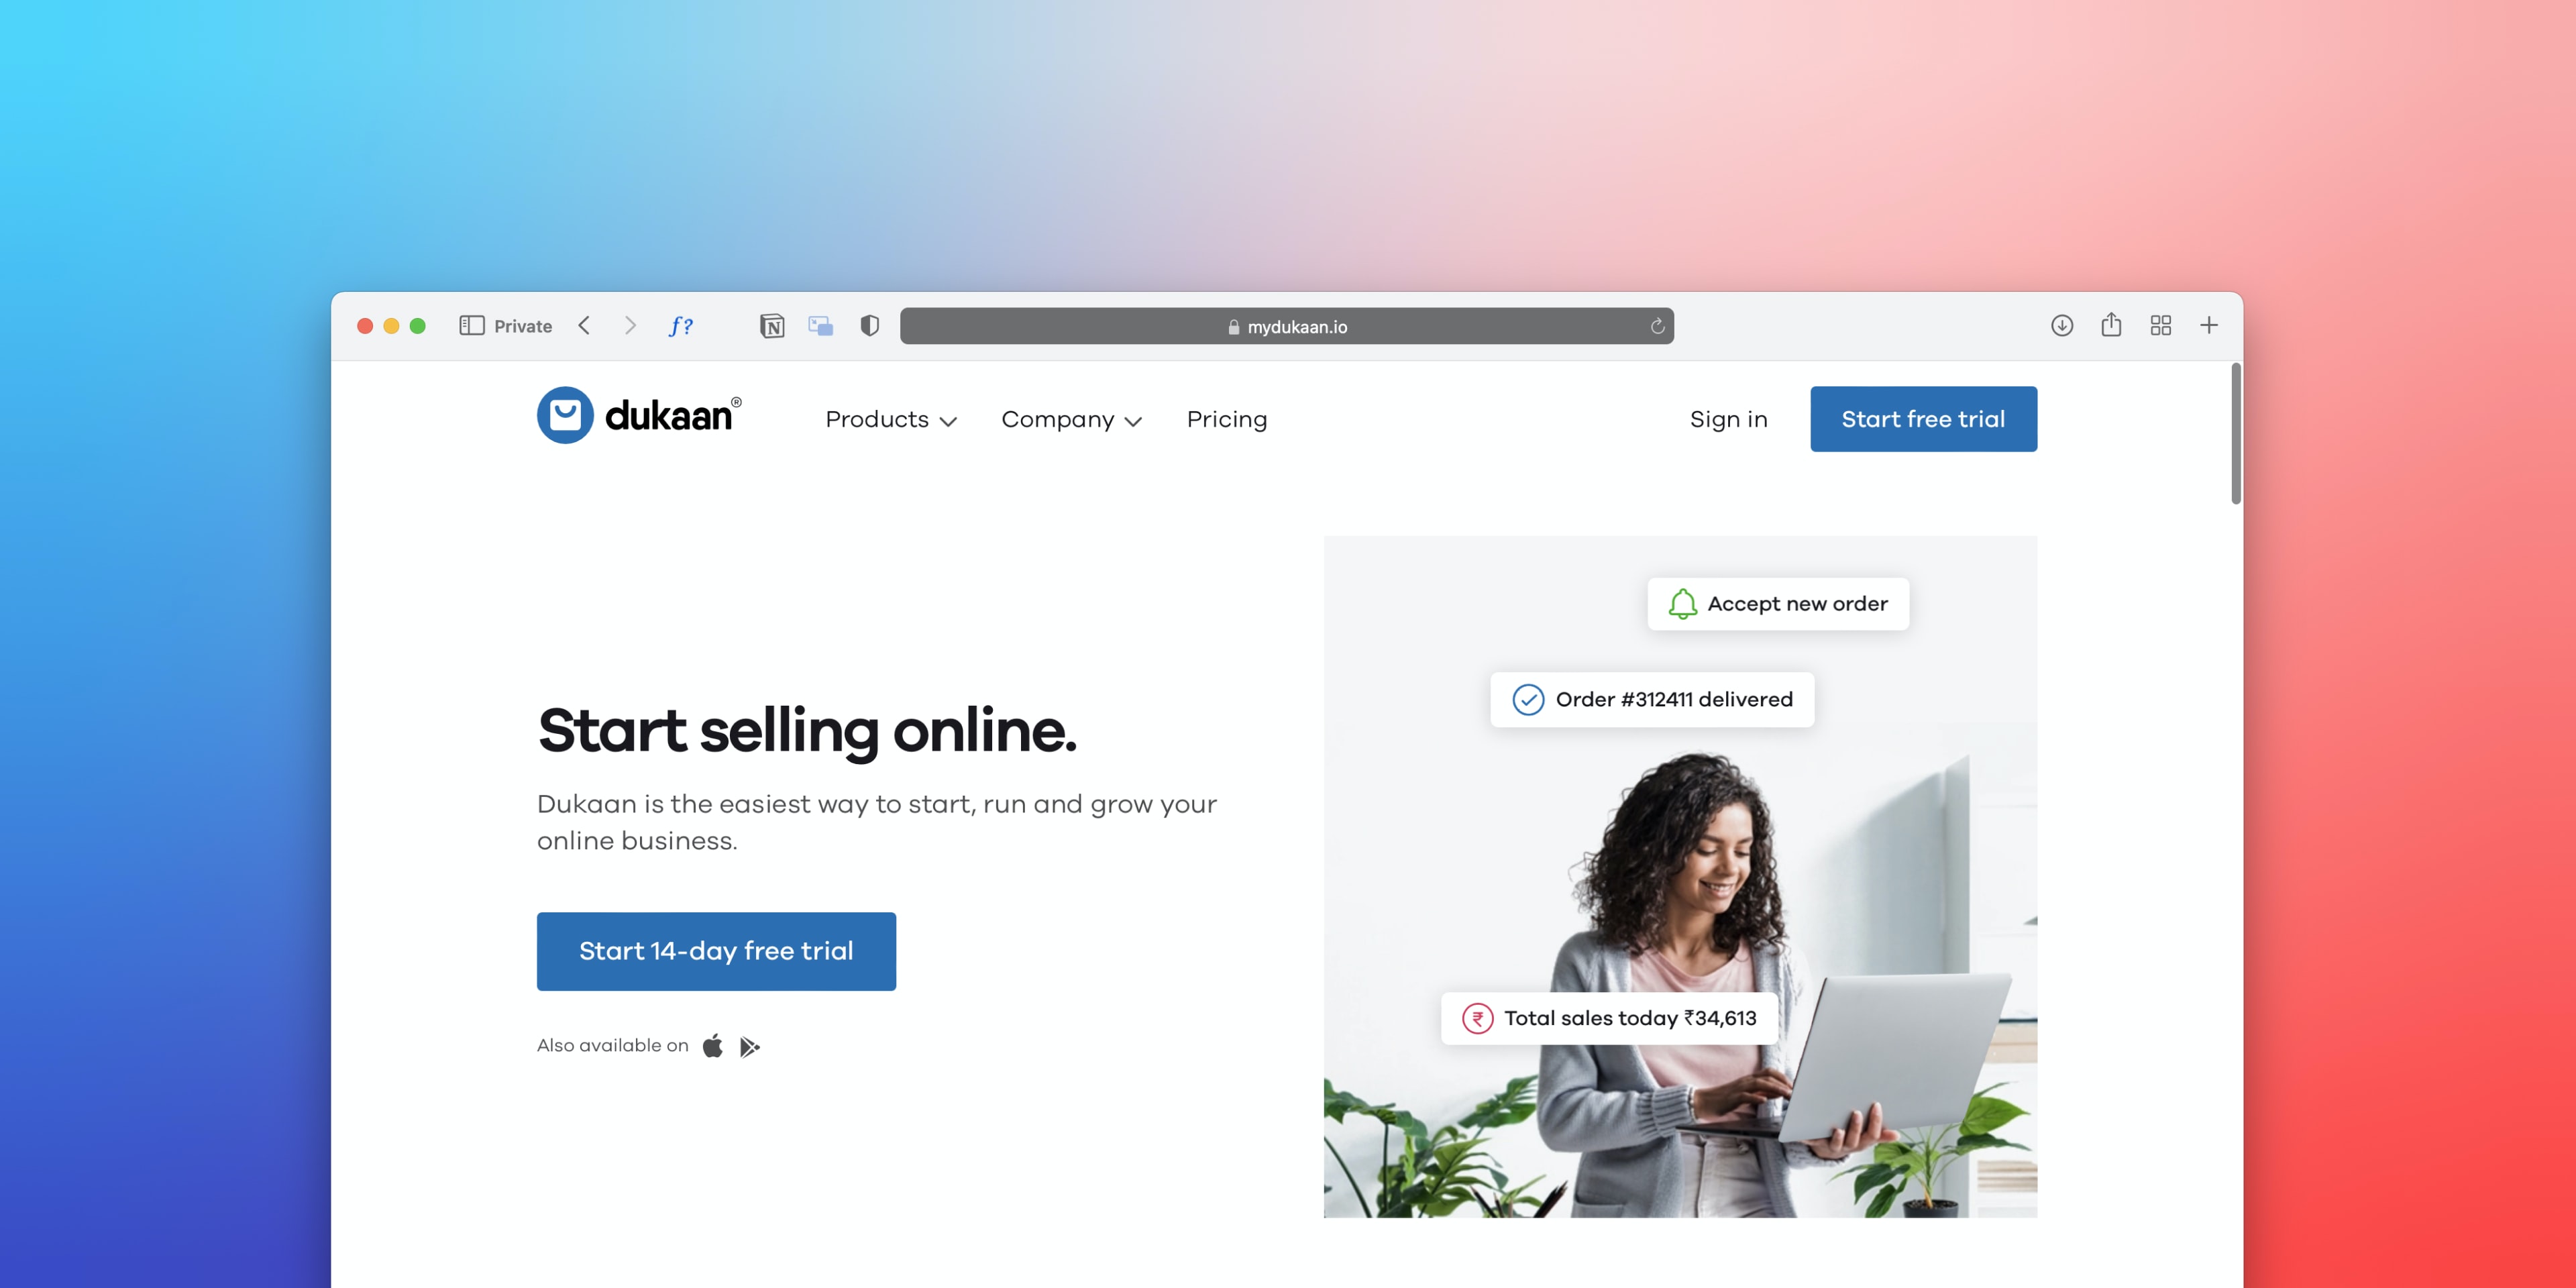 Private
f?
N
mydukaan.io
dukaan®
Products
Company
Pricing
Sign in
Start free trial
Accept new order
Order #312411 delivered
Start selling online.
Dukaan is the easiest way to start, run and grow your
online business.
Start 14-day free trial
₹ Total sales today ₹34,613
Also available on